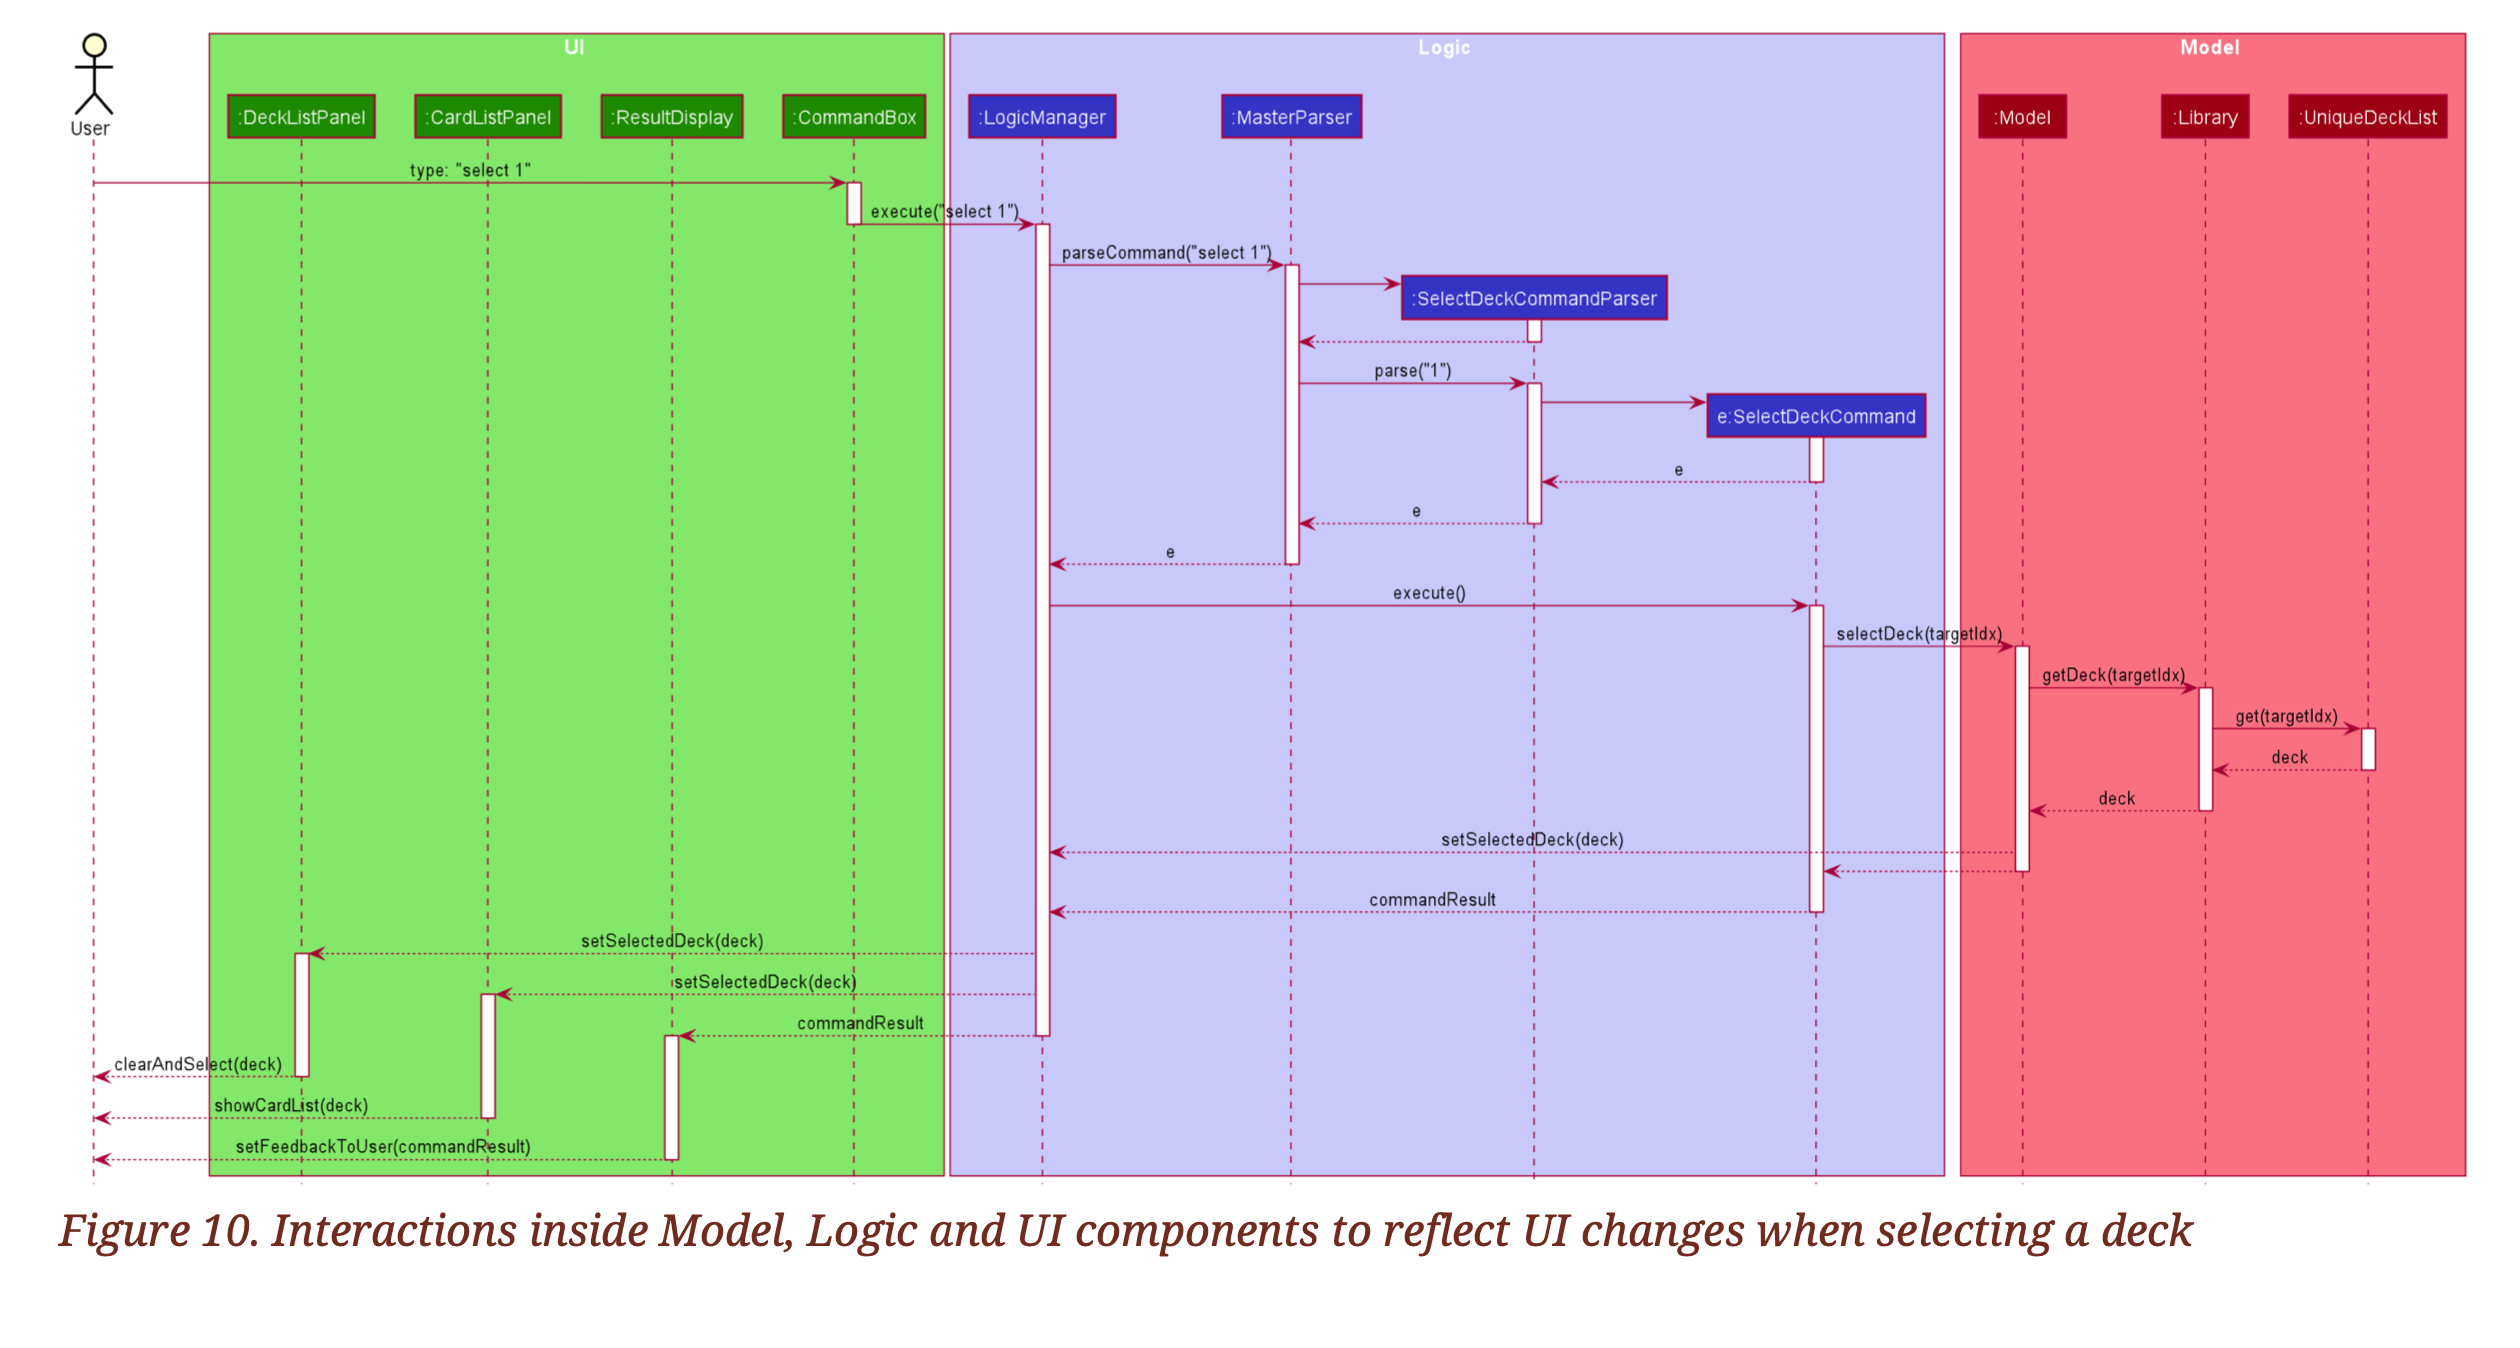 UI
Logic
Model
User
:DeckListPanel
:CardListPanel
:ResultDisplay
:CommandBox
:LogicManager
:MasterParser
:Model
:Library
:UniqueDeckList
type: "select 1"
execute("select 1")
parseCommand("select 1")
:SelectDeckCommandParser
parse("1")
e:SelectDeckCommand
e
e
e
execute()
selectDeck(targetIdx)
getDeck(targetIdx)
get(targetIdx)
deck
deck
setSelectedDeck(deck)
commandResult
setSelectedDeck(deck)
setSelectedDeck(deck)
commandResult
clearAndSelect(deck)
showCardList(deck)
setFeedbackToUser(commandResult)
Figure 10. Interactions inside Model, Logic and UI components to reflect UI changes when selecting a deck